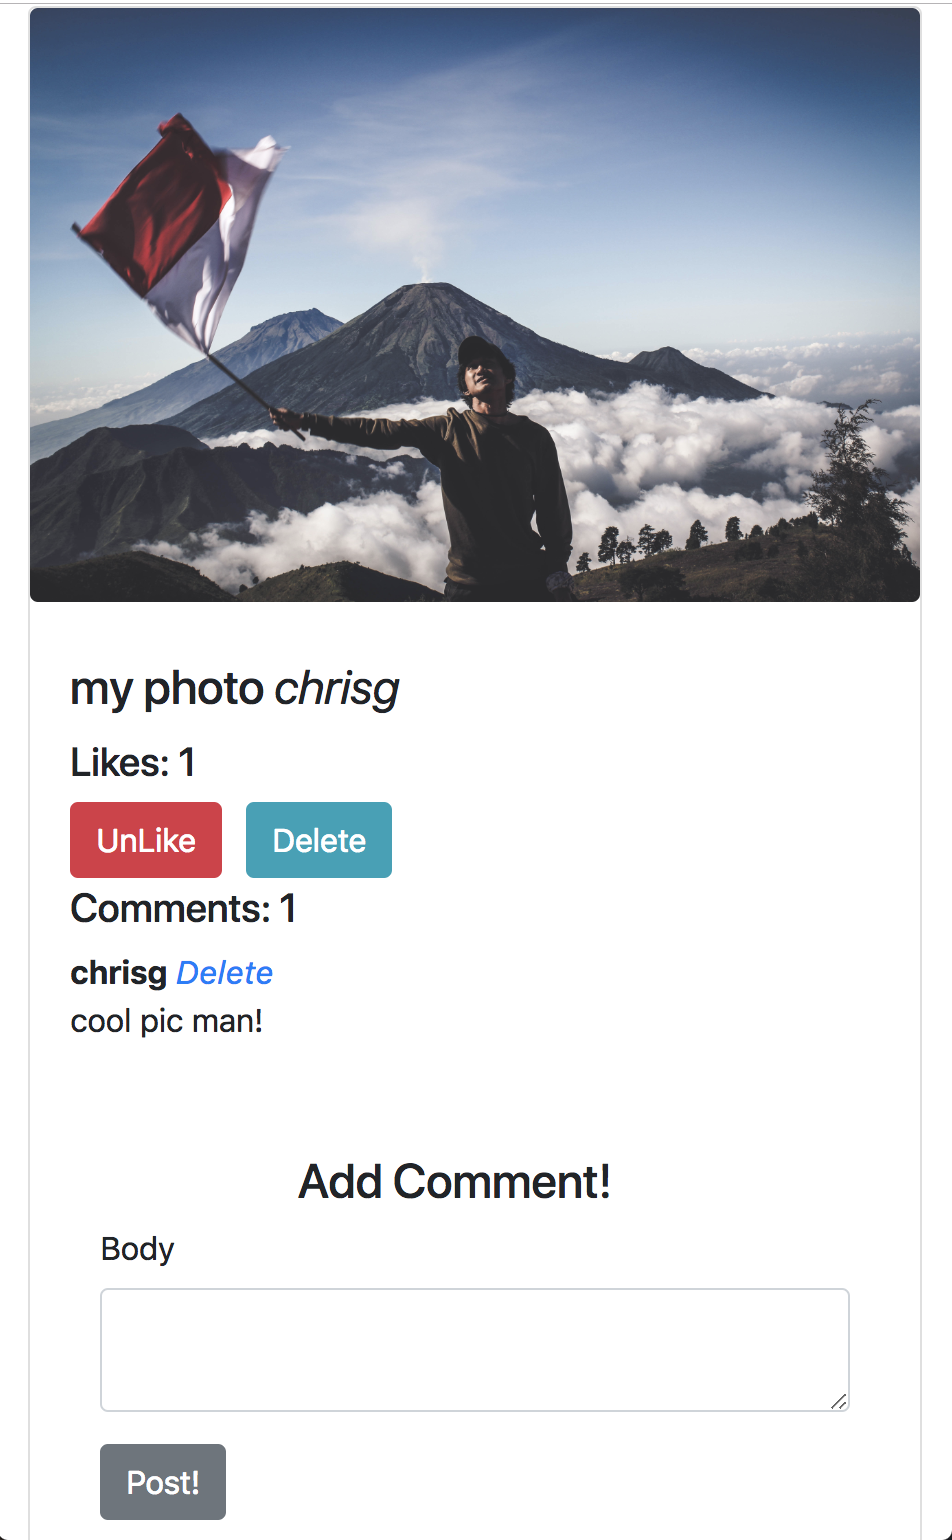 my photo chrisg
Likes: 1
UnLike Delete
Comments: 1
chrisg Delete
cool pic man!
Add Comment!
Body
Post!